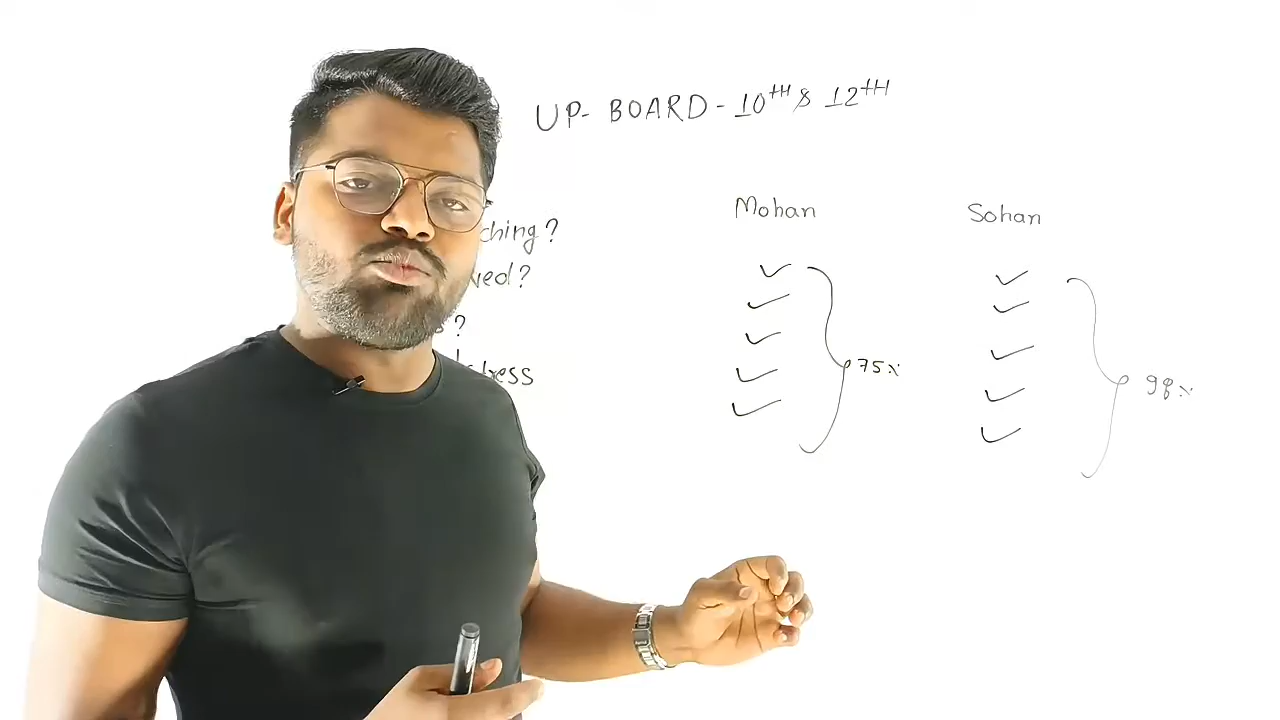 UP- BOARD - 10TH & 12TH
ching?
ved?
?
Mohan
Sohan
75%
98%